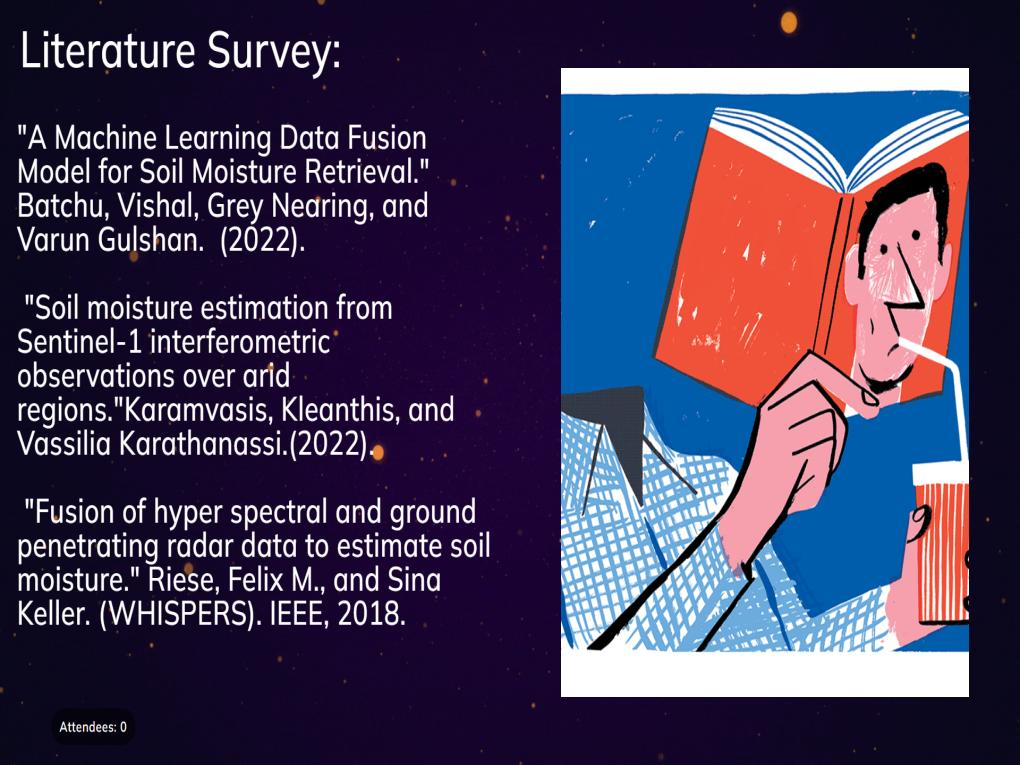 Literature Survey:
"A Machine Learning Data Fusion
Model for Soil Moisture Retrieval."
Batchu, Vishal, Grey Nearing, and
Varun Gulshan.  (2022).
"Soil moisture estimation from
Sentinel-1 interferometric
observations over arid
regions."Karamvasis, Kleanthis, and
Vassilia Karathanassi.(2022).
"Fusion of hyper spectral and ground
penetrating radar data to estimate soil
moisture." Riese, Felix M., and Sina
Keller. (WHISPERS). IEEE, 2018.
Attendees: 0